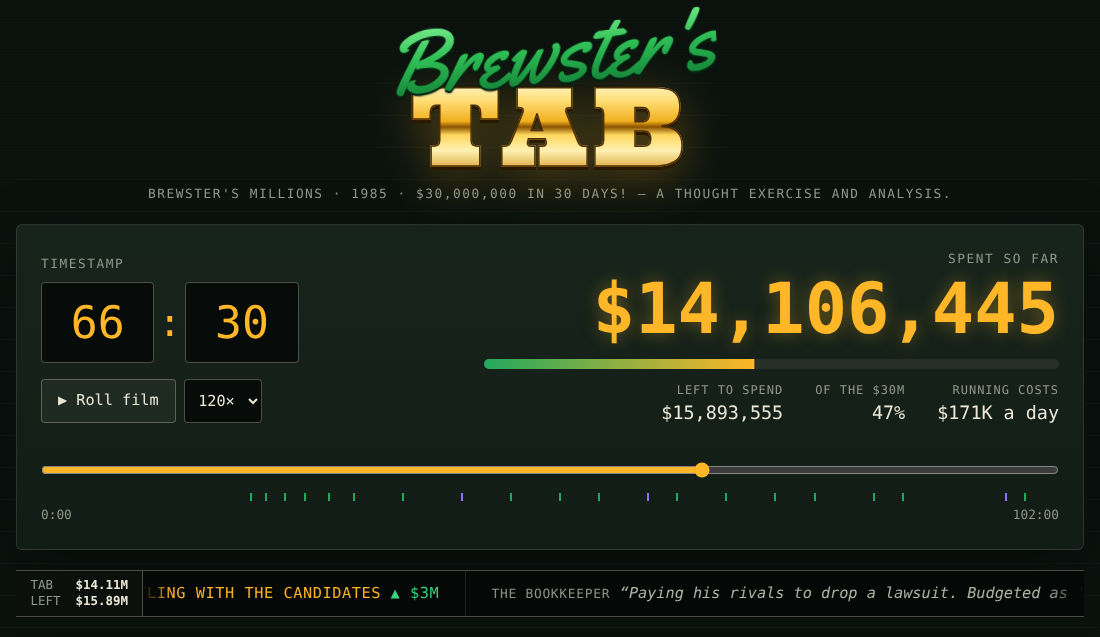 Brewster's
TAB
BREWSTER'S MILLIONS · 1985 · $30,000,000 IN 30 DAYS! — A THOUGHT EXERCISE AND ANALYSIS.
TIMESTAMP
SPENT SO FAR
66 : 30
$14,106,445
▶ Roll film
120×
LEFT TO SPEND
OF THE $30M
RUNNING COSTS
$15,893,555
47%
$171K a day
0:00
102:00
TAB $14.11M
LEFT $15.89M
LING WITH THE CANDIDATES ▲ $3M
THE BOOKKEEPER “Paying his rivals to drop a lawsuit. Budgeted as